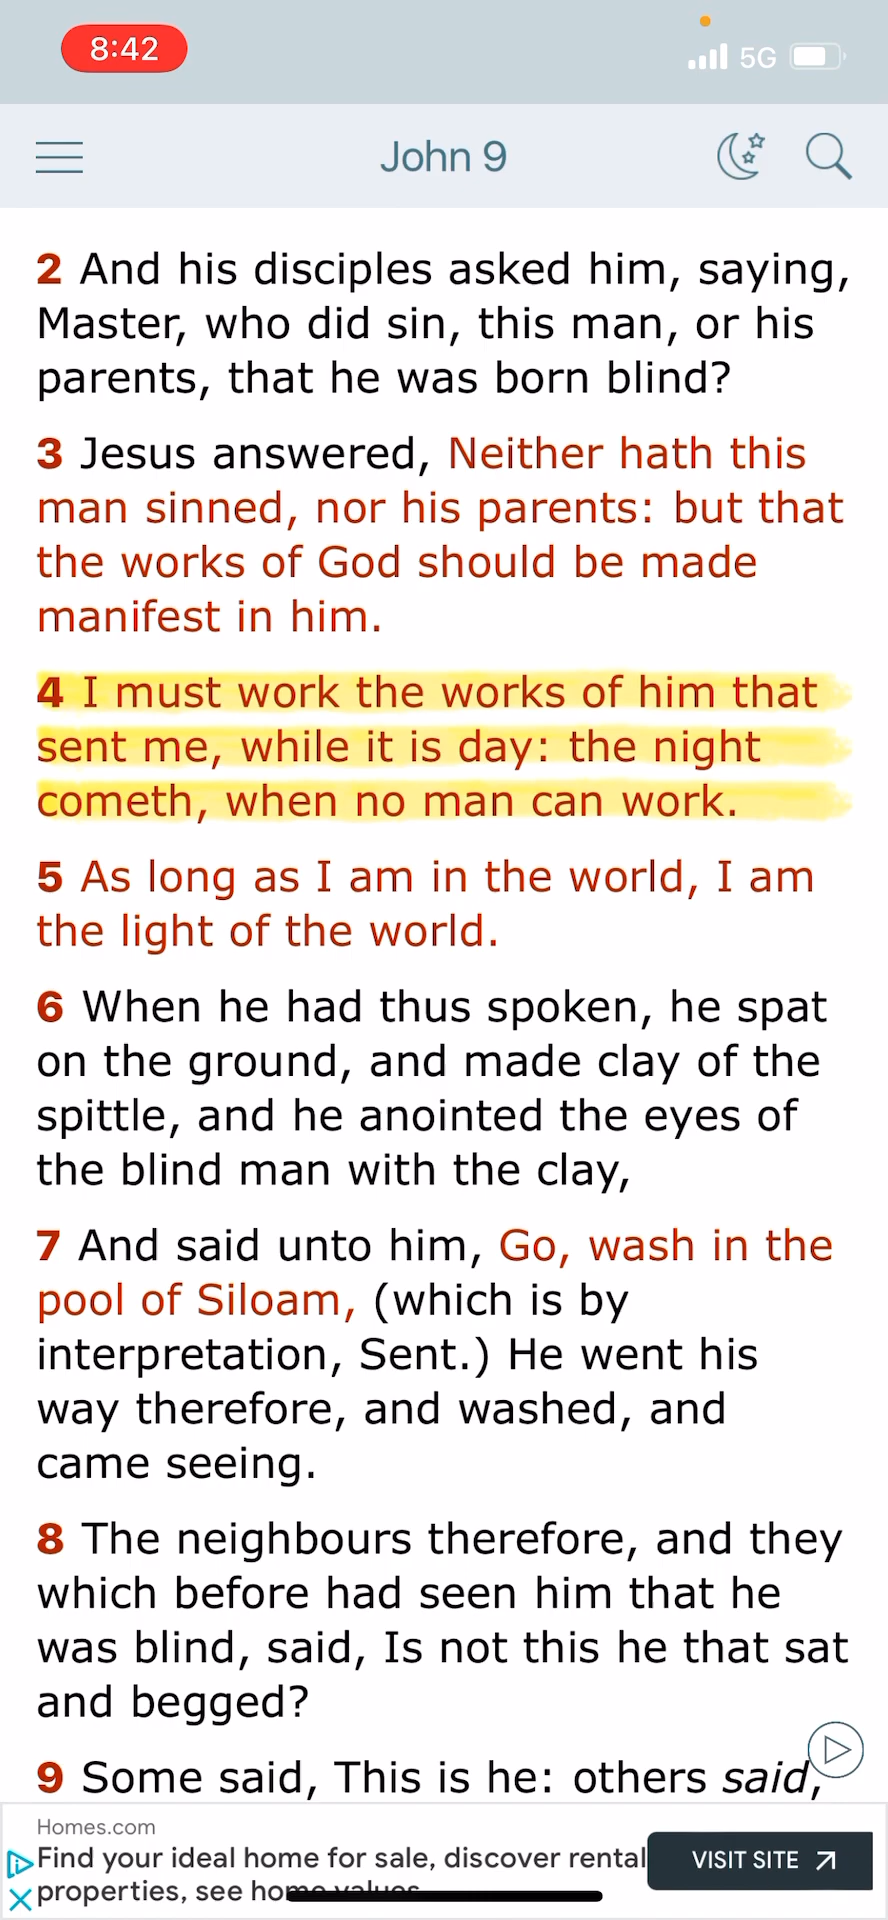 8:42
5G
John 9
2 And his disciples asked him, saying,
Master, who did sin, this man, or his
parents, that he was born blind?
3 Jesus answered, Neither hath this
man sinned, nor his parents: but that
the works of God should be made
manifest in him.
4 I must work the works of him that
sent me, while it is day: the night
cometh, when no man can work.
5 As long as I am in the world, I am
the light of the world.
6 When he had thus spoken, he spat
on the ground, and made clay of the
spittle, and he anointed the eyes of
the blind man with the clay,
7 And said unto him, Go, wash in the
pool of Siloam, (which is by
interpretation, Sent.) He went his
way therefore, and washed, and
came seeing.
8 The neighbours therefore, and they
which before had seen him that he
was blind, said, Is not this he that sat
and begged?
9 Some said, This is he: others said,
Homes.com
Find your ideal home for sale, discover rental
properties, see home values
VISIT SITE